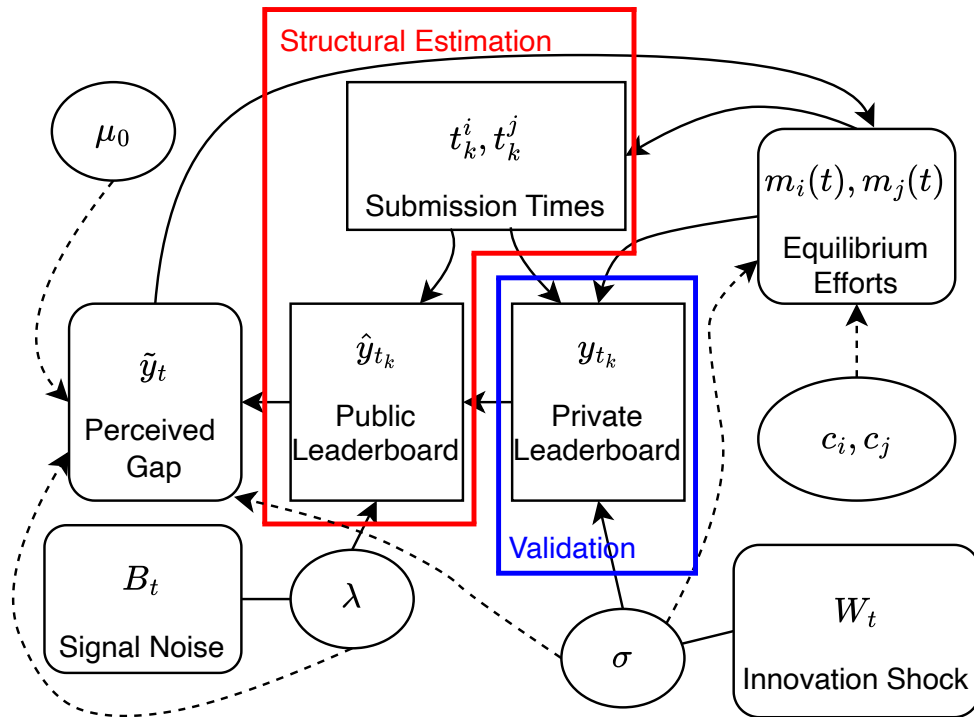 Structural Estimation
μ₀
t_k^i, t_k^j
Submission Times
m_i(t), m_j(t)
Equilibrium
Efforts
ỹ_t
Perceived
Gap
ŷ_{t_k}
Public
Leaderboard
y_{t_k}
Private
Leaderboard
c_i, c_j
Validation
B_t
Signal Noise
λ
σ
W_t
Innovation Shock